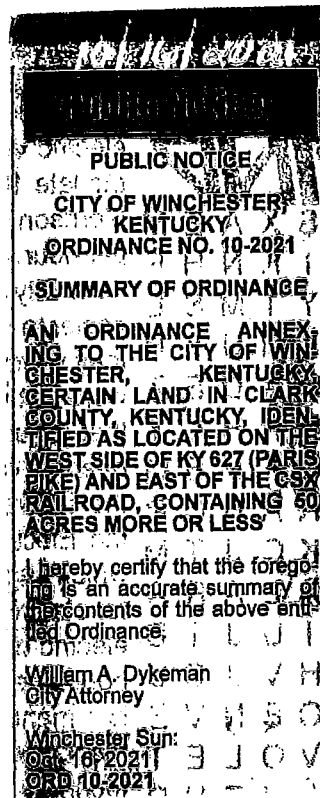 10/16/2021
PUBLIC NOTICE
CITY OF WINCHESTER,
KENTUCKY
ORDINANCE NO. 10-2021
SUMMARY OF ORDINANCE
AN ORDINANCE ANNEX-
ING TO THE CITY OF WIN-
CHESTER, KENTUCKY,
CERTAIN LAND IN CLARK
COUNTY, KENTUCKY, IDEN-
TIFIED AS LOCATED ON THE
WEST SIDE OF KY 627 (PARIS
PIKE) AND EAST OF THE CSX
RAILROAD, CONTAINING 50
ACRES MORE OR LESS
I hereby certify that the forego-
ing is an accurate summary of
the contents of the above enti-
tled Ordinance.
William A. Dykeman
City Attorney
Winchester Sun:
Oct. 16, 2021
ORD 10-2021